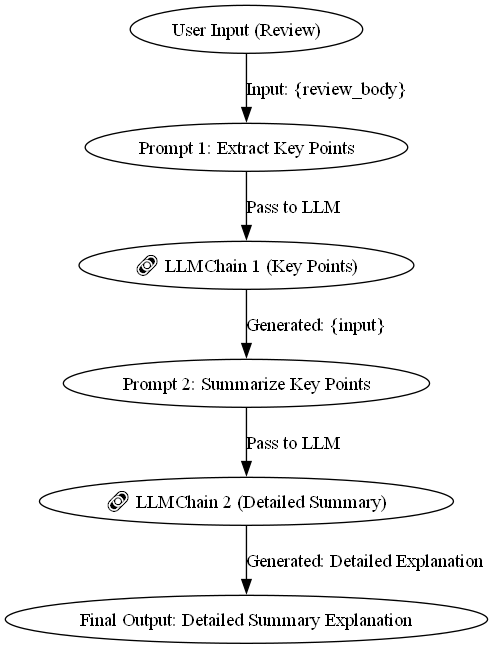 User Input (Review)
Input: {review_body}
Prompt 1: Extract Key Points
Pass to LLM
🔗 LLMChain 1 (Key Points)
Generated: {input}
Prompt 2: Summarize Key Points
Pass to LLM
🔗 LLMChain 2 (Detailed Summary)
Generated: Detailed Explanation
Final Output: Detailed Summary Explanation